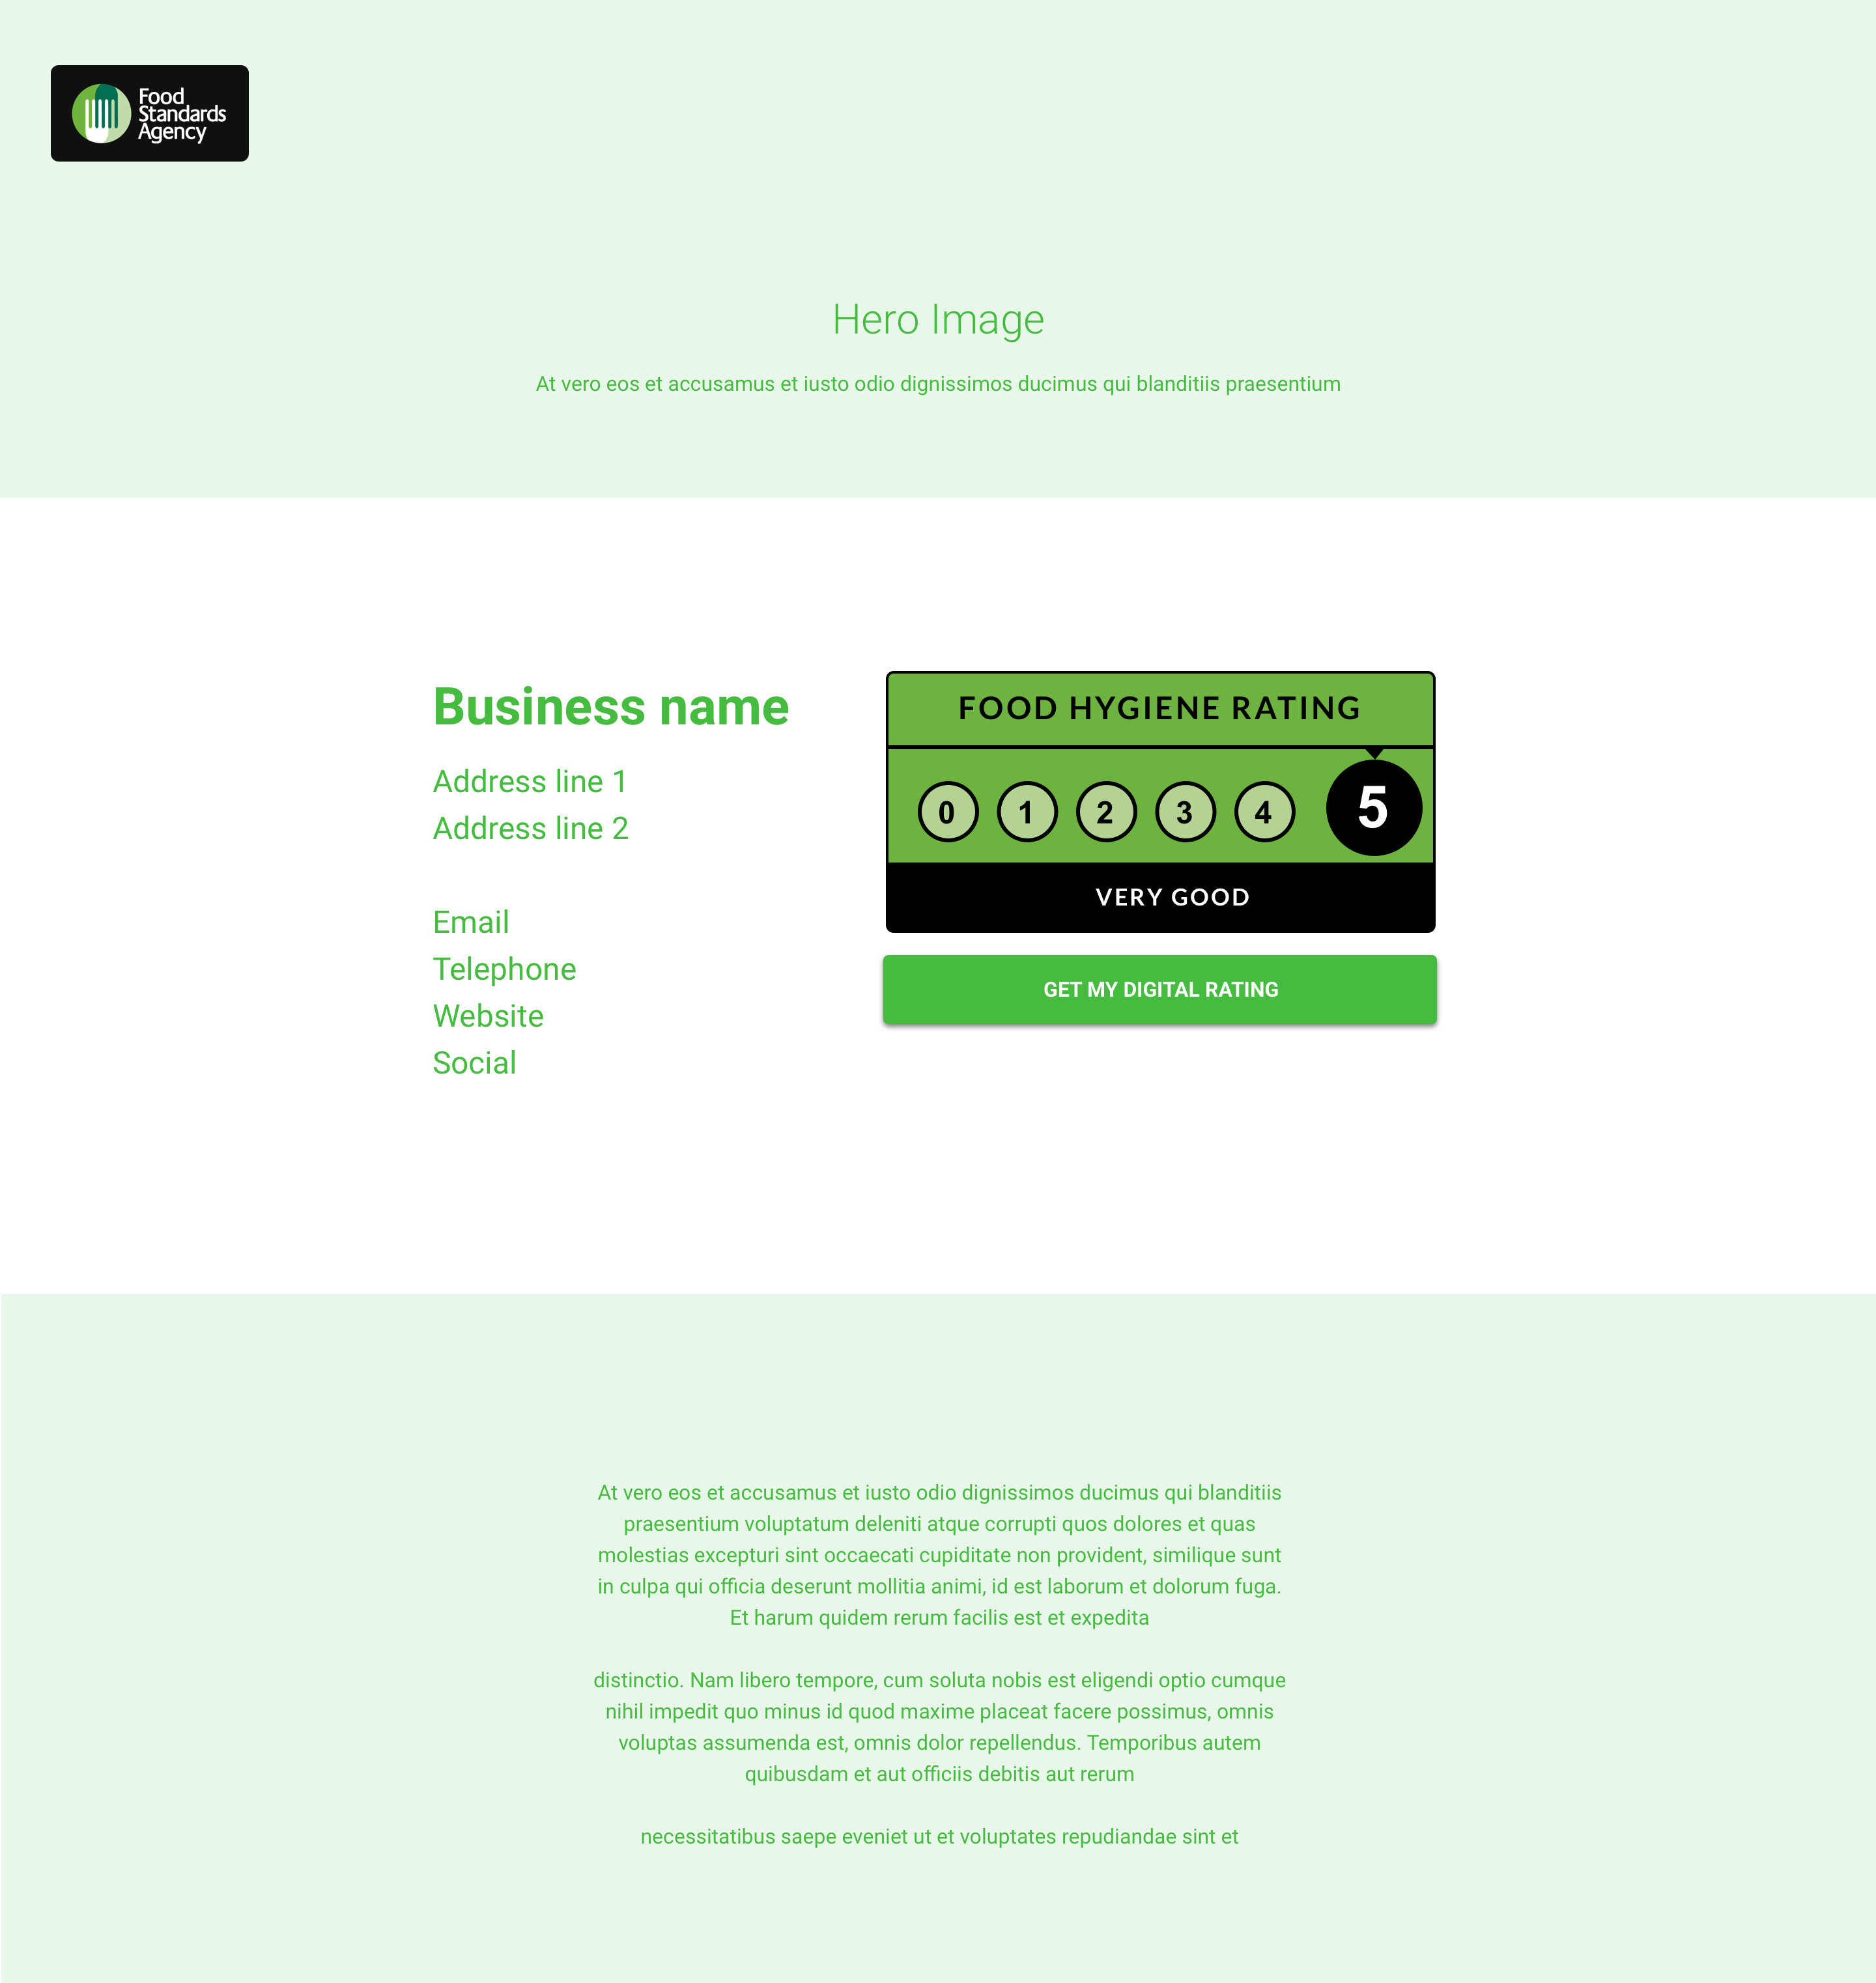 Food
Standards
Agency
Hero Image
At vero eos et accusamus et iusto odio dignissimos ducimus qui blanditiis praesentium
Business name
Address line 1
Address line 2
Email
Telephone
Website
Social
FOOD HYGIENE RATING
0 1 2 3 4 5
VERY GOOD
GET MY DIGITAL RATING
At vero eos et accusamus et iusto odio dignissimos ducimus qui blanditiis
praesentium voluptatum deleniti atque corrupti quos dolores et quas
molestias excepturi sint occaecati cupiditate non provident, similique sunt
in culpa qui officia deserunt mollitia animi, id est laborum et dolorum fuga.
Et harum quidem rerum facilis est et expedita
distinctio. Nam libero tempore, cum soluta nobis est eligendi optio cumque
nihil impedit quo minus id quod maxime placeat facere possimus, omnis
voluptas assumenda est, omnis dolor repellendus. Temporibus autem
quibusdam et aut officiis debitis aut rerum
necessitatibus saepe eveniet ut et voluptates repudiandae sint et